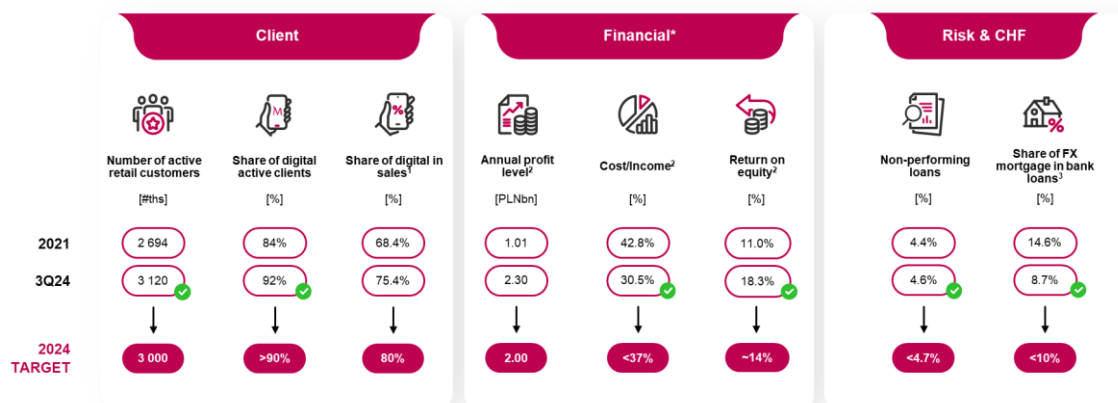 Client
Financial*
Risk & CHF
M
%
%
Number of active
retail customers
Share of digital
active clients
Share of digital in
sales¹
Annual profit
level²
Cost/Income²
Return on
equity²
Non-performing
loans
Share of FX
mortgage in bank
loans³
[#ths]
[%]
[%]
[PLNbn]
[%]
[%]
[%]
[%]
2021
2 694
84%
68.4%
1.01
42.8%
11.0%
4.4%
14.6%
3Q24
3 120
92%
75.4%
2.30
30.5%
18.3%
4.6%
8.7%
2024
TARGET
3 000
>90%
80%
2.00
<37%
~14%
<4.7%
<10%